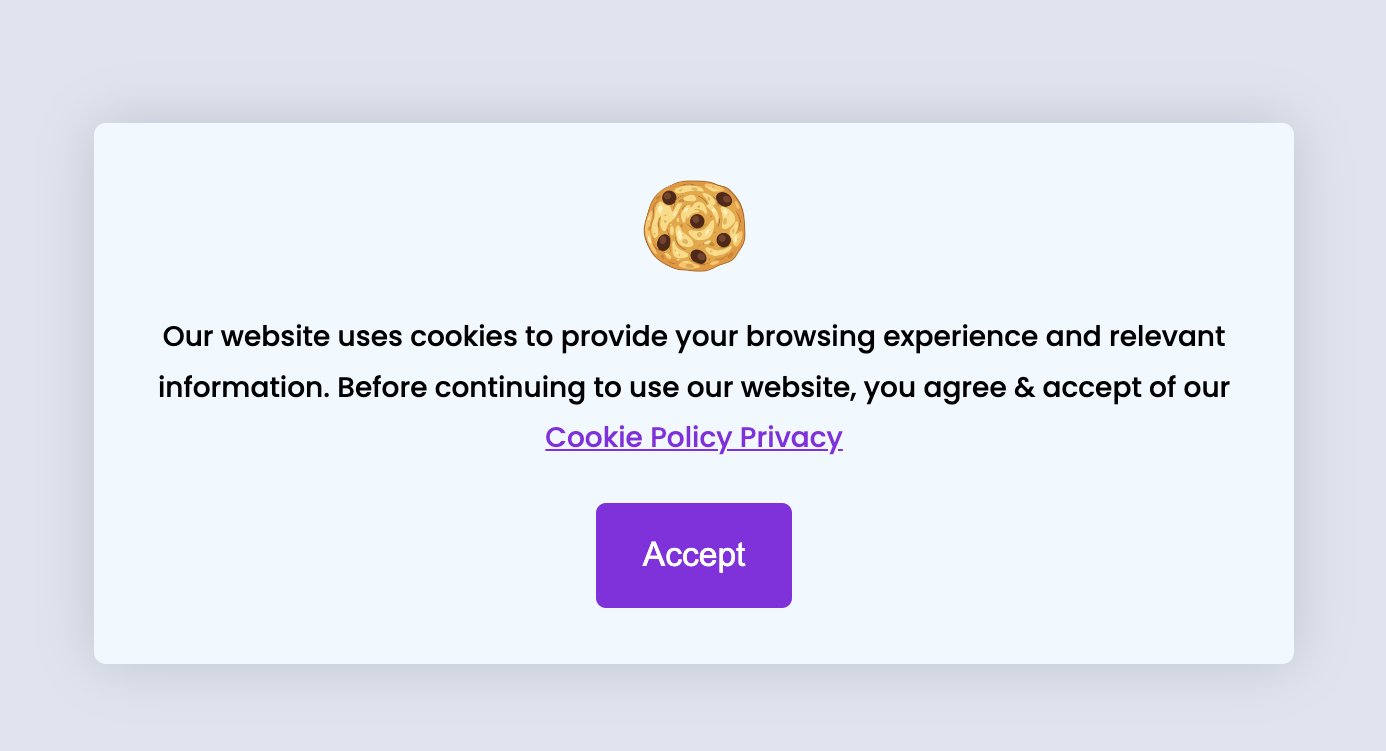 Our website uses cookies to provide your browsing experience and relevant
information. Before continuing to use our website, you agree & accept of our
Cookie Policy Privacy
Accept